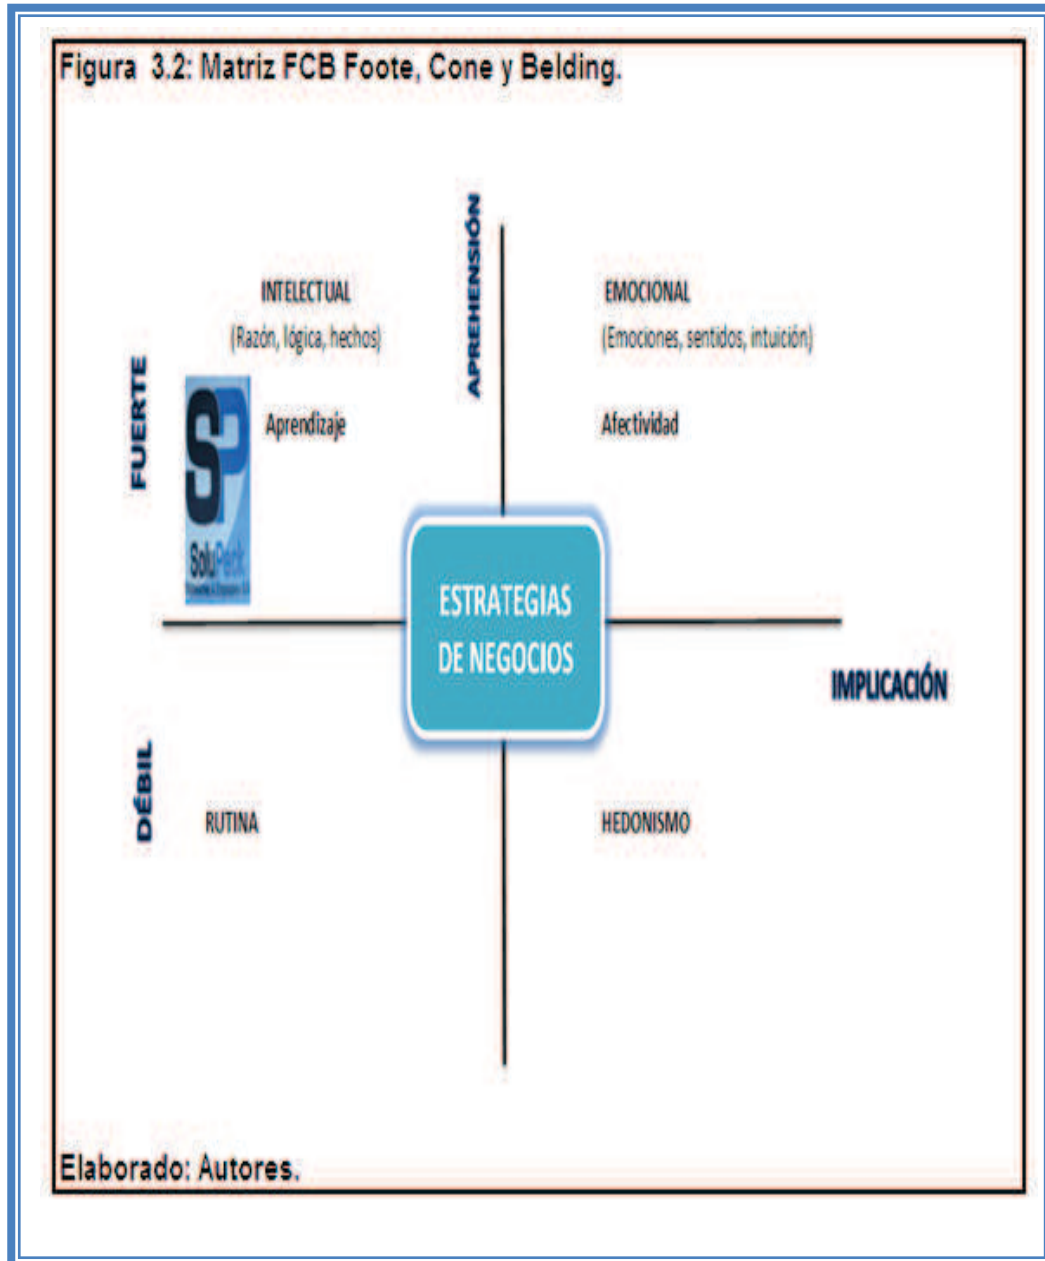 Figura 3.2: Matriz FCB Foote, Cone y Belding.
APREHENSIÓN
INTELECTUAL
(Razón, lógica, hechos)
EMOCIONAL
(Emociones, sentidos, intuición)
FUERTE
Aprendizaje
Afectividad
SP
SoluPack
ESTRATEGIAS
DE NEGOCIOS
IMPLICACIÓN
DÉBIL
RUTINA
HEDONISMO
Elaborado: Autores.